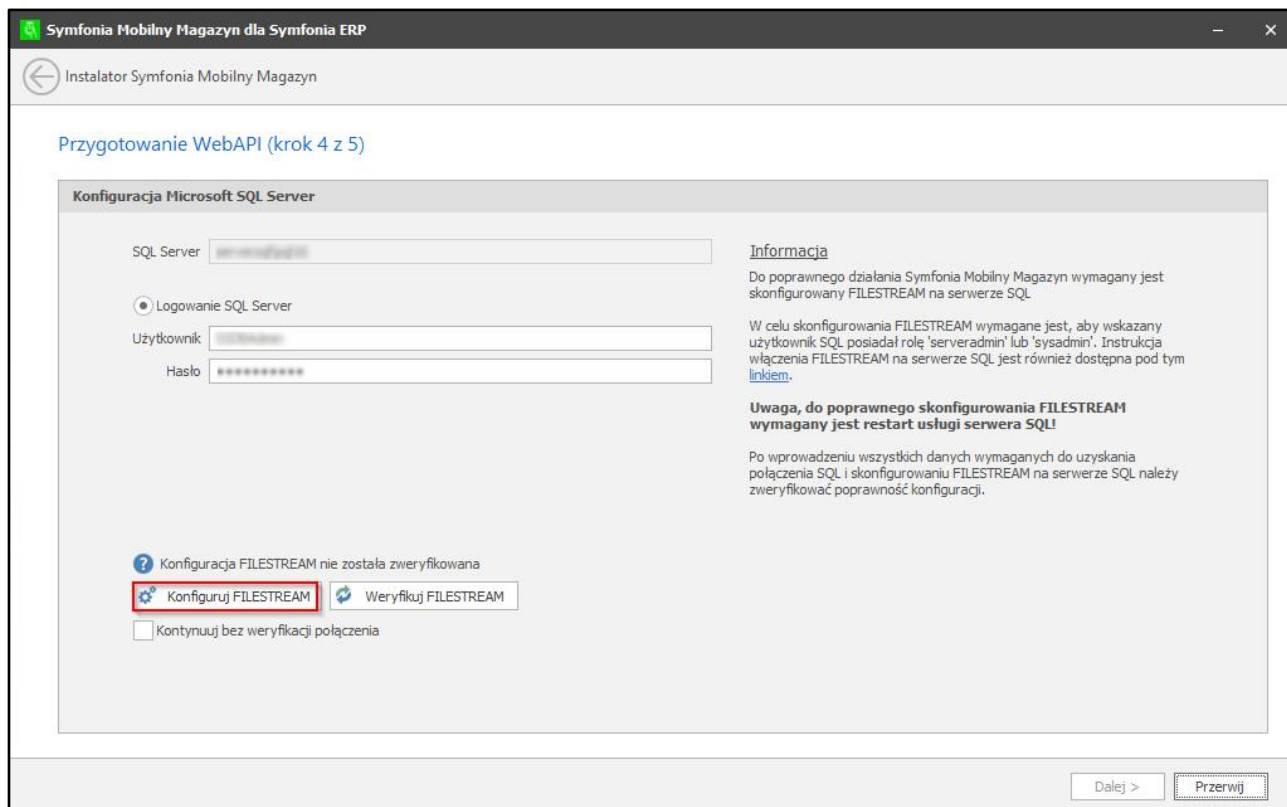 Symfonia Mobilny Magazyn dla Symfonia ERP
Instalator Symfonia Mobilny Magazyn
Przygotowanie WebAPI (krok 4 z 5)
Konfiguracja Microsoft SQL Server
SQL Server
Logowanie SQL Server
Użytkownik
Hasło **********
Informacja
Do poprawnego działania Symfonia Mobilny Magazyn wymagany jest
skonfigurowany FILESTREAM na serwerze SQL
W celu skonfigurowania FILESTREAM wymagane jest, aby wskazany
użytkownik SQL posiadał rolę 'serveradmin' lub 'sysadmin'. Instrukcja
włączenia FILESTREAM na serwerze SQL jest również dostępna pod tym
linkiem.
Uwaga, do poprawnego skonfigurowania FILESTREAM
wymagany jest restart usługi serwera SQL!
Po wprowadzeniu wszystkich danych wymaganych do uzyskania
połączenia SQL i skonfigurowaniu FILESTREAM na serwerze SQL należy
zweryfikować poprawność konfiguracji.
Konfiguracja FILESTREAM nie została zweryfikowana
Konfiguruj FILESTREAM Weryfikuj FILESTREAM
Kontynuuj bez weryfikacji połączenia
Dalej > Przerwij